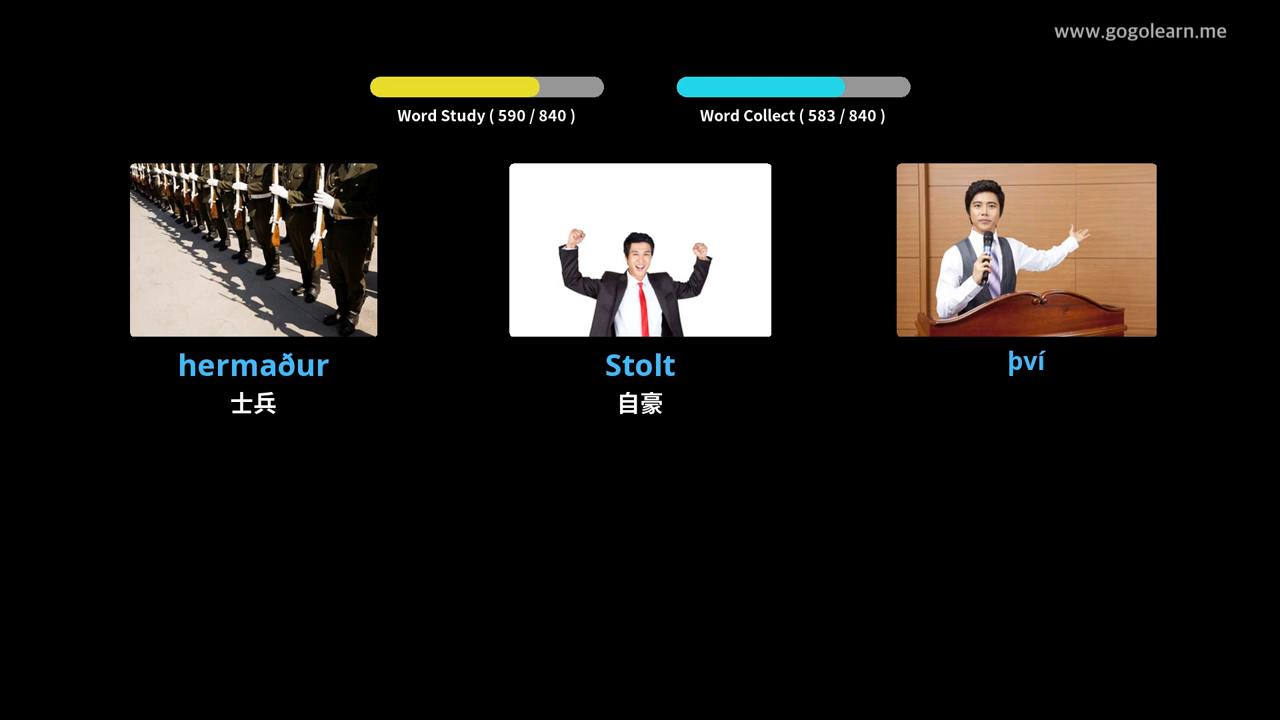 www.gogolearn.me
Word Study ( 590 / 840 )
Word Collect ( 583 / 840 )
hermaður
士兵
Stolt
自豪
því